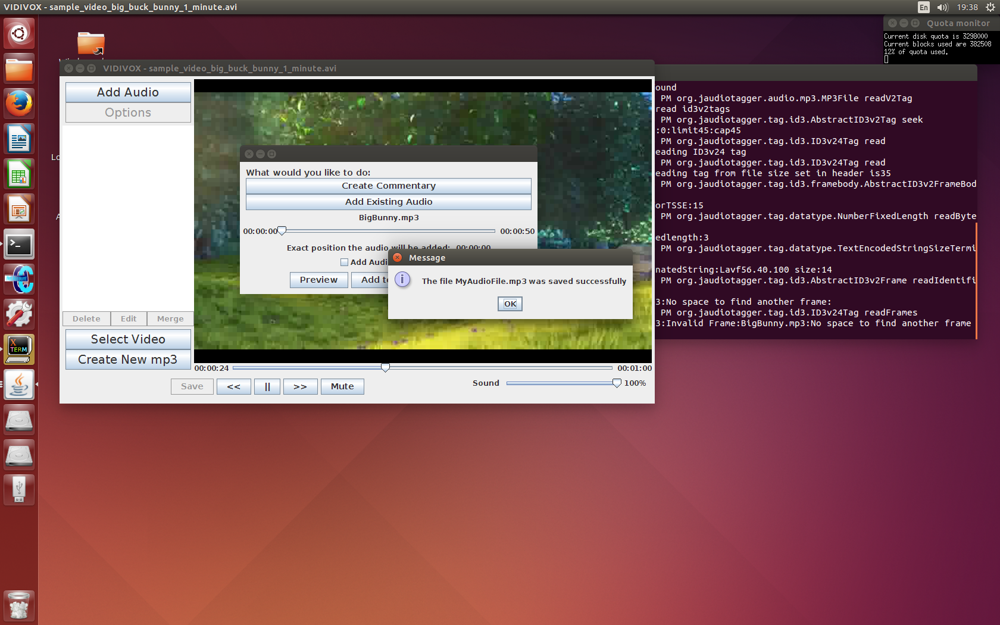 VIDIVOX - sample_video_big_buck_bunny_1_minute.avi
En
19:38
Quota monitor
Current disk quota is 3298000
Current blocks used are 382508
12% of quota used.
VIDIVOX - sample_video_big_buck_bunny_1_minute.avi
Add Audio
Options
Delete
Edit
Merge
Select Video
Create New mp3
What would you like to do:
Create Commentary
Add Existing Audio
BigBunny.mp3
00:00:00
00:00:50
Exact position the audio will be added: 00:00:00
Add Audi
Preview
Add to
Message
The file MyAudioFile.mp3 was saved successfully
OK
00:00:24
00:01:00
Save
<<
||
>>
Mute
Sound
100%
ound
PM org.jaudiotagger.audio.mp3.MP3File readV2Tag
read id3v2tags
PM org.jaudiotagger.tag.id3.AbstractID3v2Tag seek
:0:limit45:cap45
PM org.jaudiotagger.tag.id3.ID3v24Tag read
eading ID3v24 tag
PM org.jaudiotagger.tag.id3.ID3v24Tag read
eading tag from file size set in header is35
PM org.jaudiotagger.tag.id3.framebody.AbstractID3v2FrameBod
orTSSE:15
PM org.jaudiotagger.tag.datatype.NumberFixedLength readByte
edlength:3
PM org.jaudiotagger.tag.datatype.TextEncodedStringSizeTermi
natedString:Lavf56.40.100 size:14
PM org.jaudiotagger.tag.id3.AbstractID3v2Frame readIdentifi
3:No space to find another frame:
PM org.jaudiotagger.tag.id3.ID3v24Tag readFrames
3:Invalid Frame:BigBunny.mp3:No space to find another frame
Lo
A
X
TERM